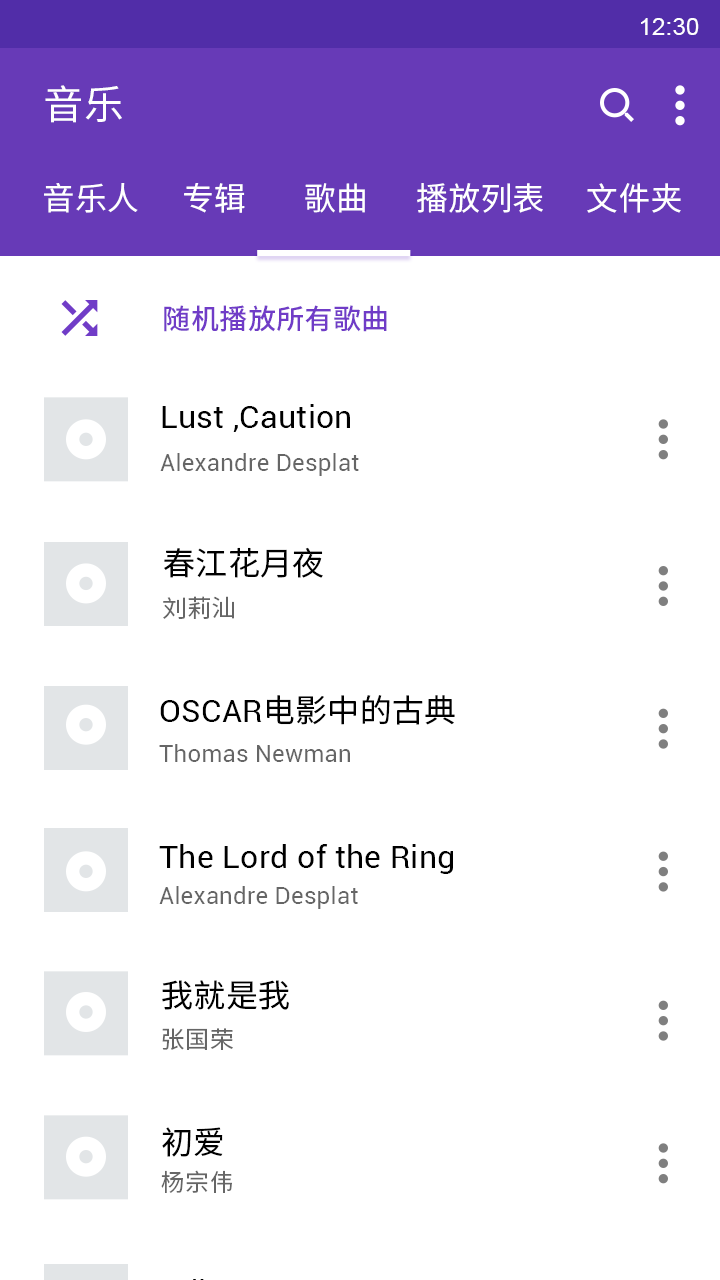 12:30
音乐
音乐人 专辑 歌曲 播放列表 文件夹
随机播放所有歌曲
Lust ,Caution
Alexandre Desplat
春江花月夜
刘莉汕
OSCAR电影中的古典
Thomas Newman
The Lord of the Ring
Alexandre Desplat
我就是我
张国荣
初爱
杨宗伟